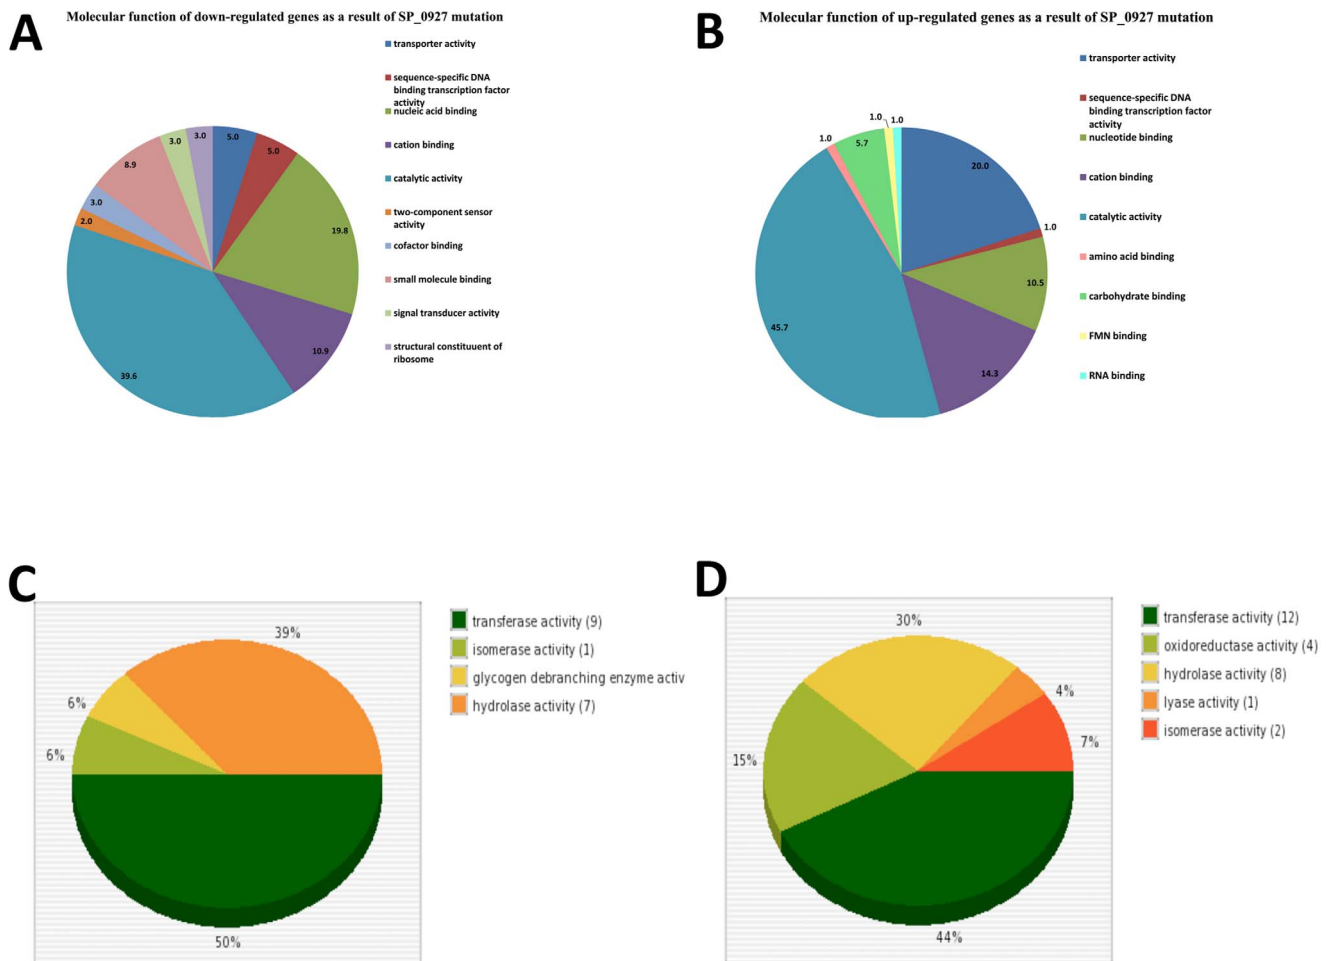 A
Molecular function of down-regulated genes as a result of SP_0927 mutation
transporter activity
sequence-specific DNA
binding transcription factor
activity
nucleic acid binding
cation binding
catalytic activity
two-component sensor
activity
cofactor binding
small molecule binding
signal transducer activity
structural constituuent of
ribosome
5.0
5.0
19.8
10.9
39.6
2.0
3.0
8.9
3.0
3.0
B
Molecular function of up-regulated genes as a result of SP_0927 mutation
transporter activity
sequence-specific DNA
binding transcription factor
activity
nucleotide binding
cation binding
catalytic activity
amino acid binding
carbohydrate binding
FMN binding
RNA binding
20.0
1.0
10.5
14.3
45.7
1.0
5.7
1.0
1.0
C
39%
6%
6%
50%
transferase activity (9)
isomerase activity (1)
glycogen debranching enzyme activ
hydrolase activity (7)
D
30%
4%
7%
15%
44%
transferase activity (12)
oxidoreductase activity (4)
hydrolase activity (8)
lyase activity (1)
isomerase activity (2)